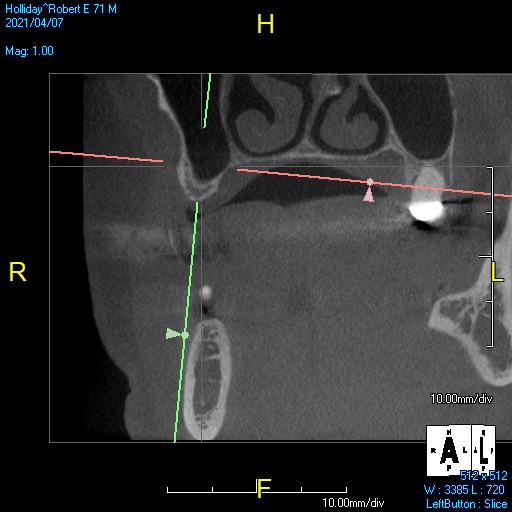 Holliday^Robert E 71 M
2021/04/07
Mag: 1.00
H
R
L
10.00mm/div
A L
512 x 512
F
10.00mm/div
W : 3385 L : 720
LeftButton : Slice